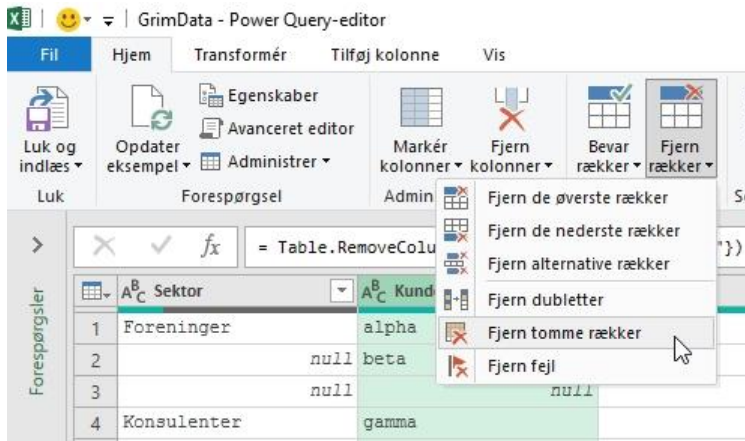 GrimData - Power Query-editor
Fil Hjem Transformér Tilføj kolonne Vis
Egenskaber
Avanceret editor
Administrer
Luk og
indlæs
Opdater
eksempel
Markér
kolonner
Fjern
kolonner
Bevar
rækker
Fjern
rækker
Luk
Forespørgsel
Admin
Fjern de øverste rækker
Fjern de nederste rækker
Fjern alternative rækker
Fjern dubletter
Fjern tomme rækker
Fjern fejl
fx = Table.RemoveColu "})
Forespørgsler
ABC Sektor ABC Kund
1 Foreninger alpha
2 null beta
3 null null
4 Konsulenter gamma